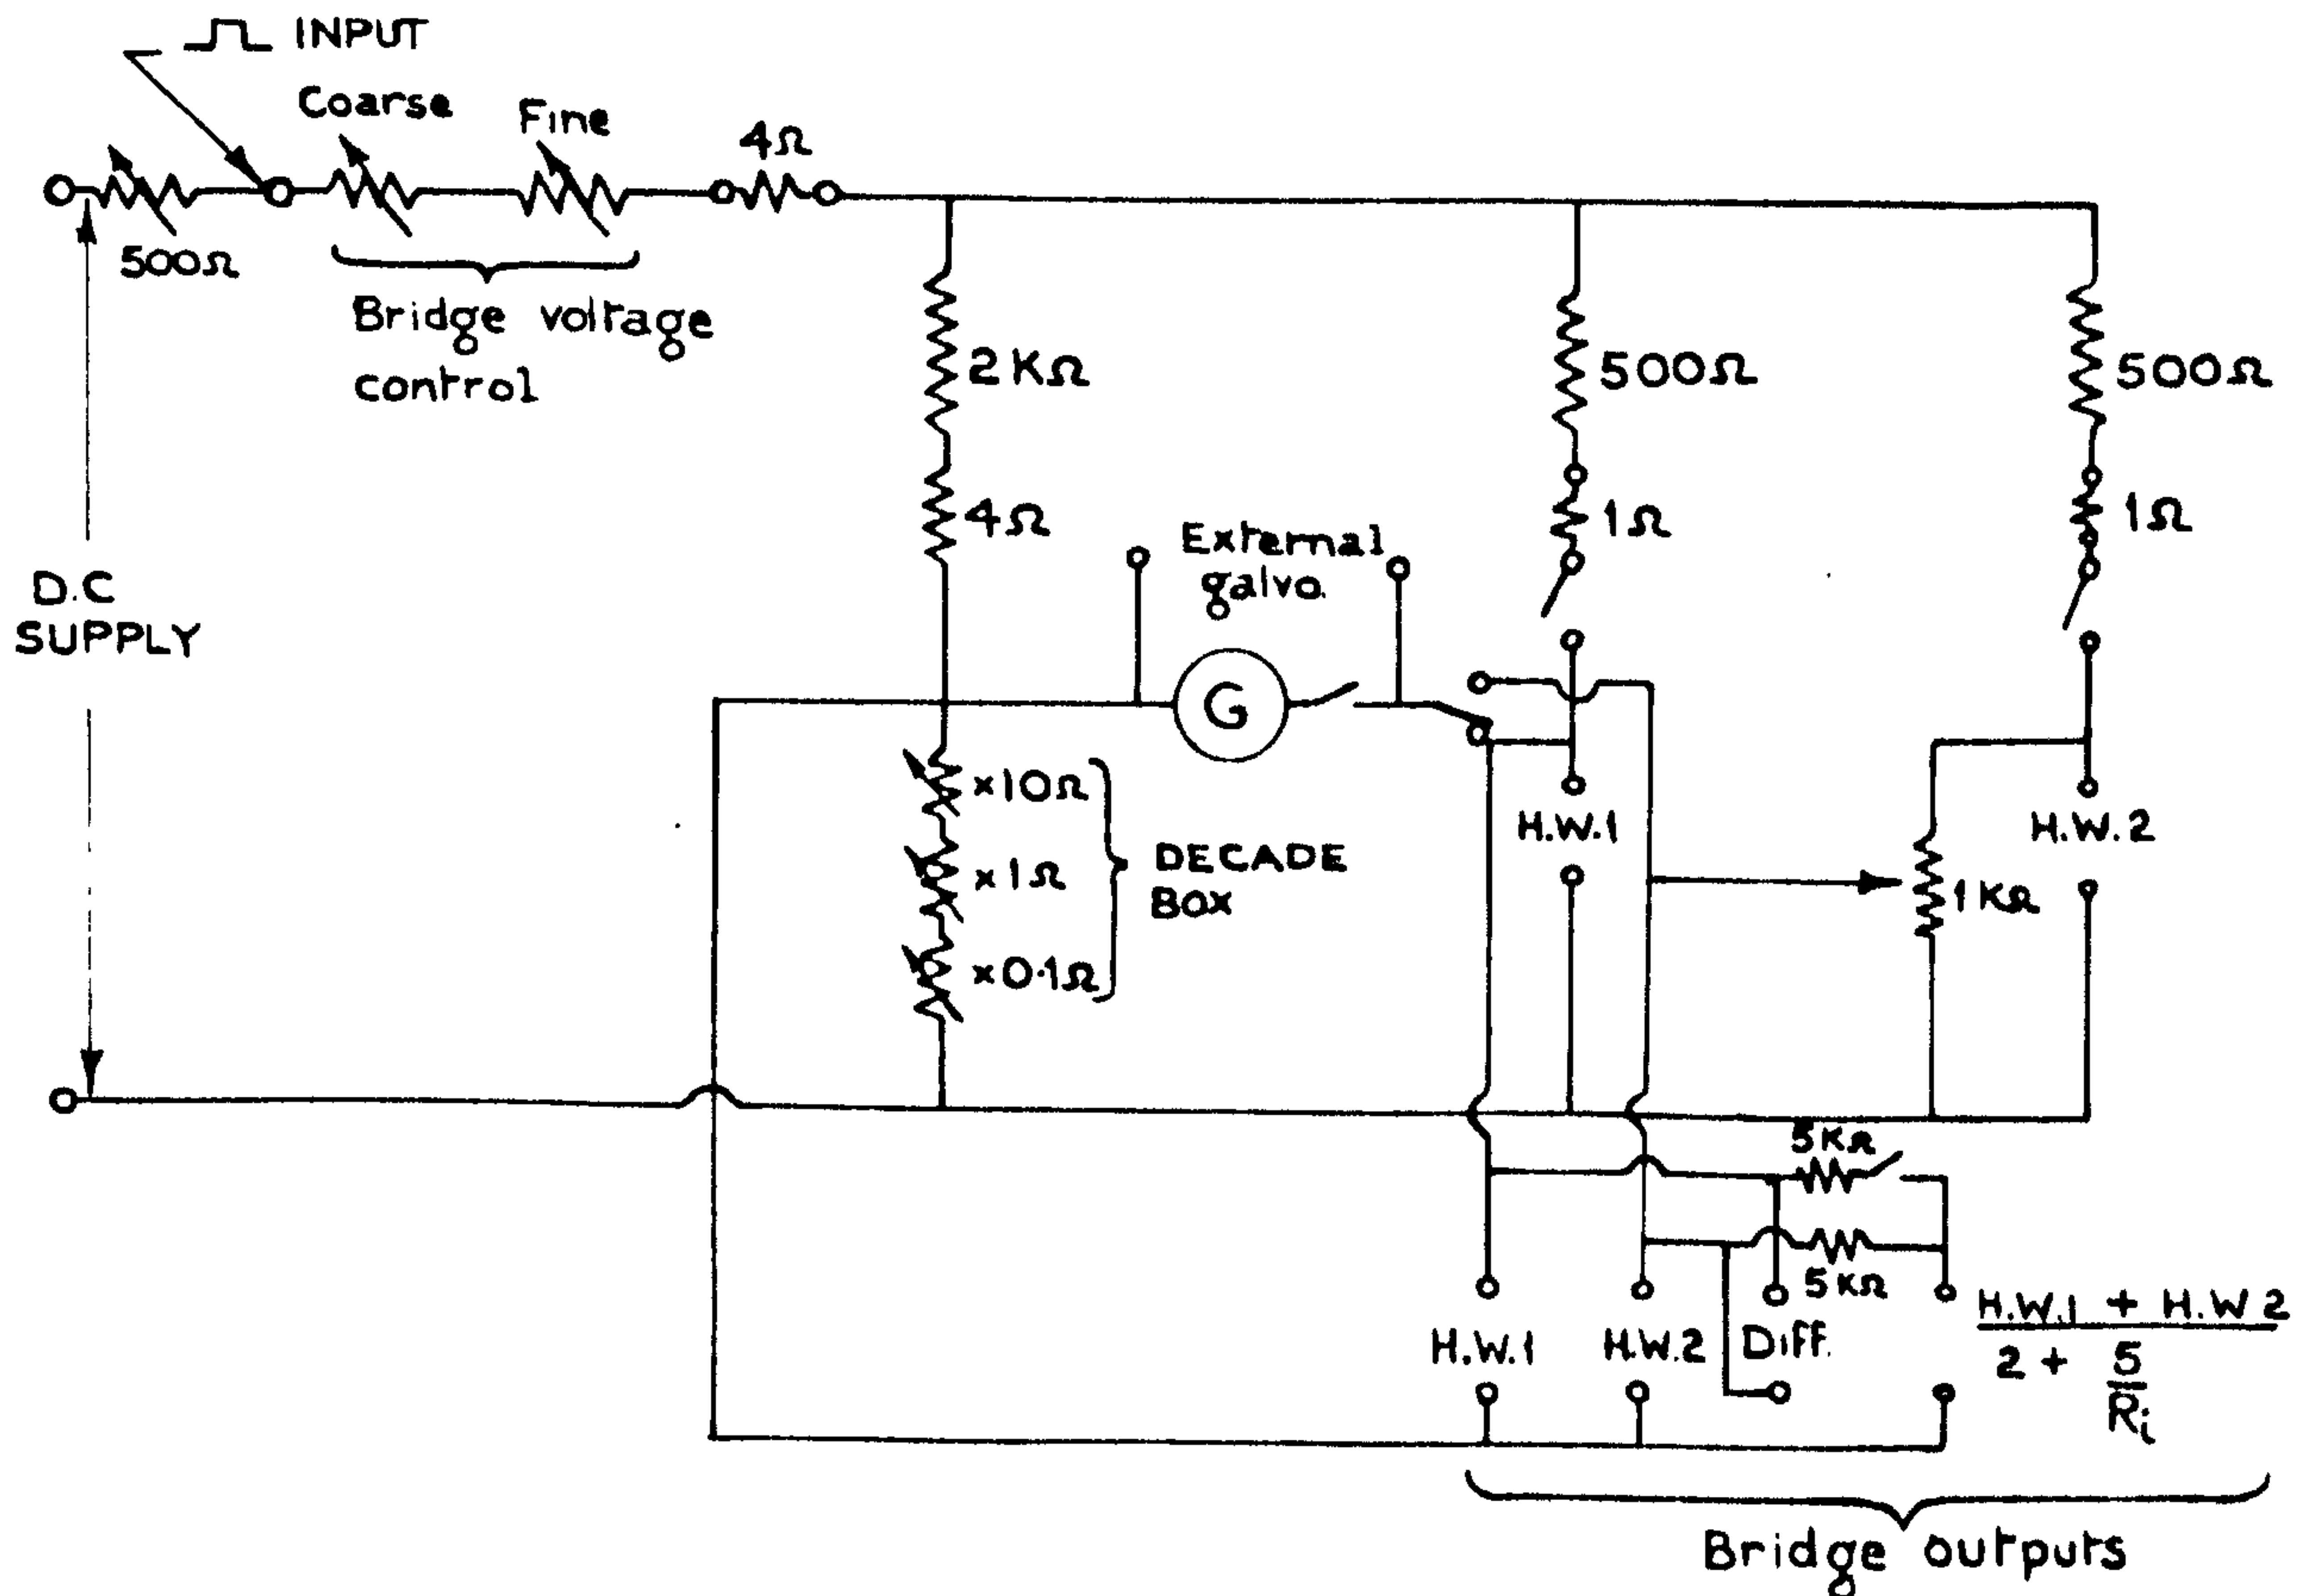 INPUT
Coarse
Fine
4Ω
500Ω
Bridge voltage
control
2KΩ
500Ω
500Ω
4Ω
1Ω
1Ω
External
galvo.
D.C
SUPPLY
G
×10Ω
×1Ω
×0·1Ω
DECADE
BOX
H.W.1
H.W.2
1KΩ
5KΩ
5KΩ
H.W.1
H.W.2
Diff.
H.W.1 + H.W 2
2 + 5
Ri
Bridge outputs